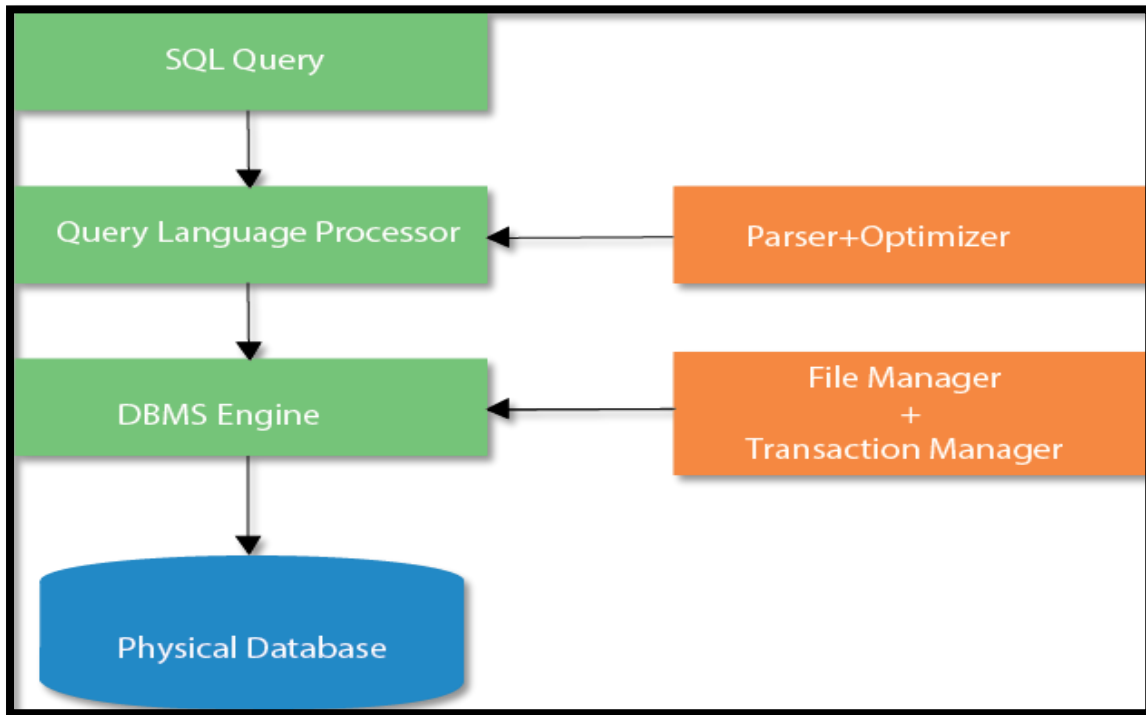 SQL Query
Query Language Processor
Parser+Optimizer
DBMS Engine
File Manager
+
Transaction Manager
Physical Database